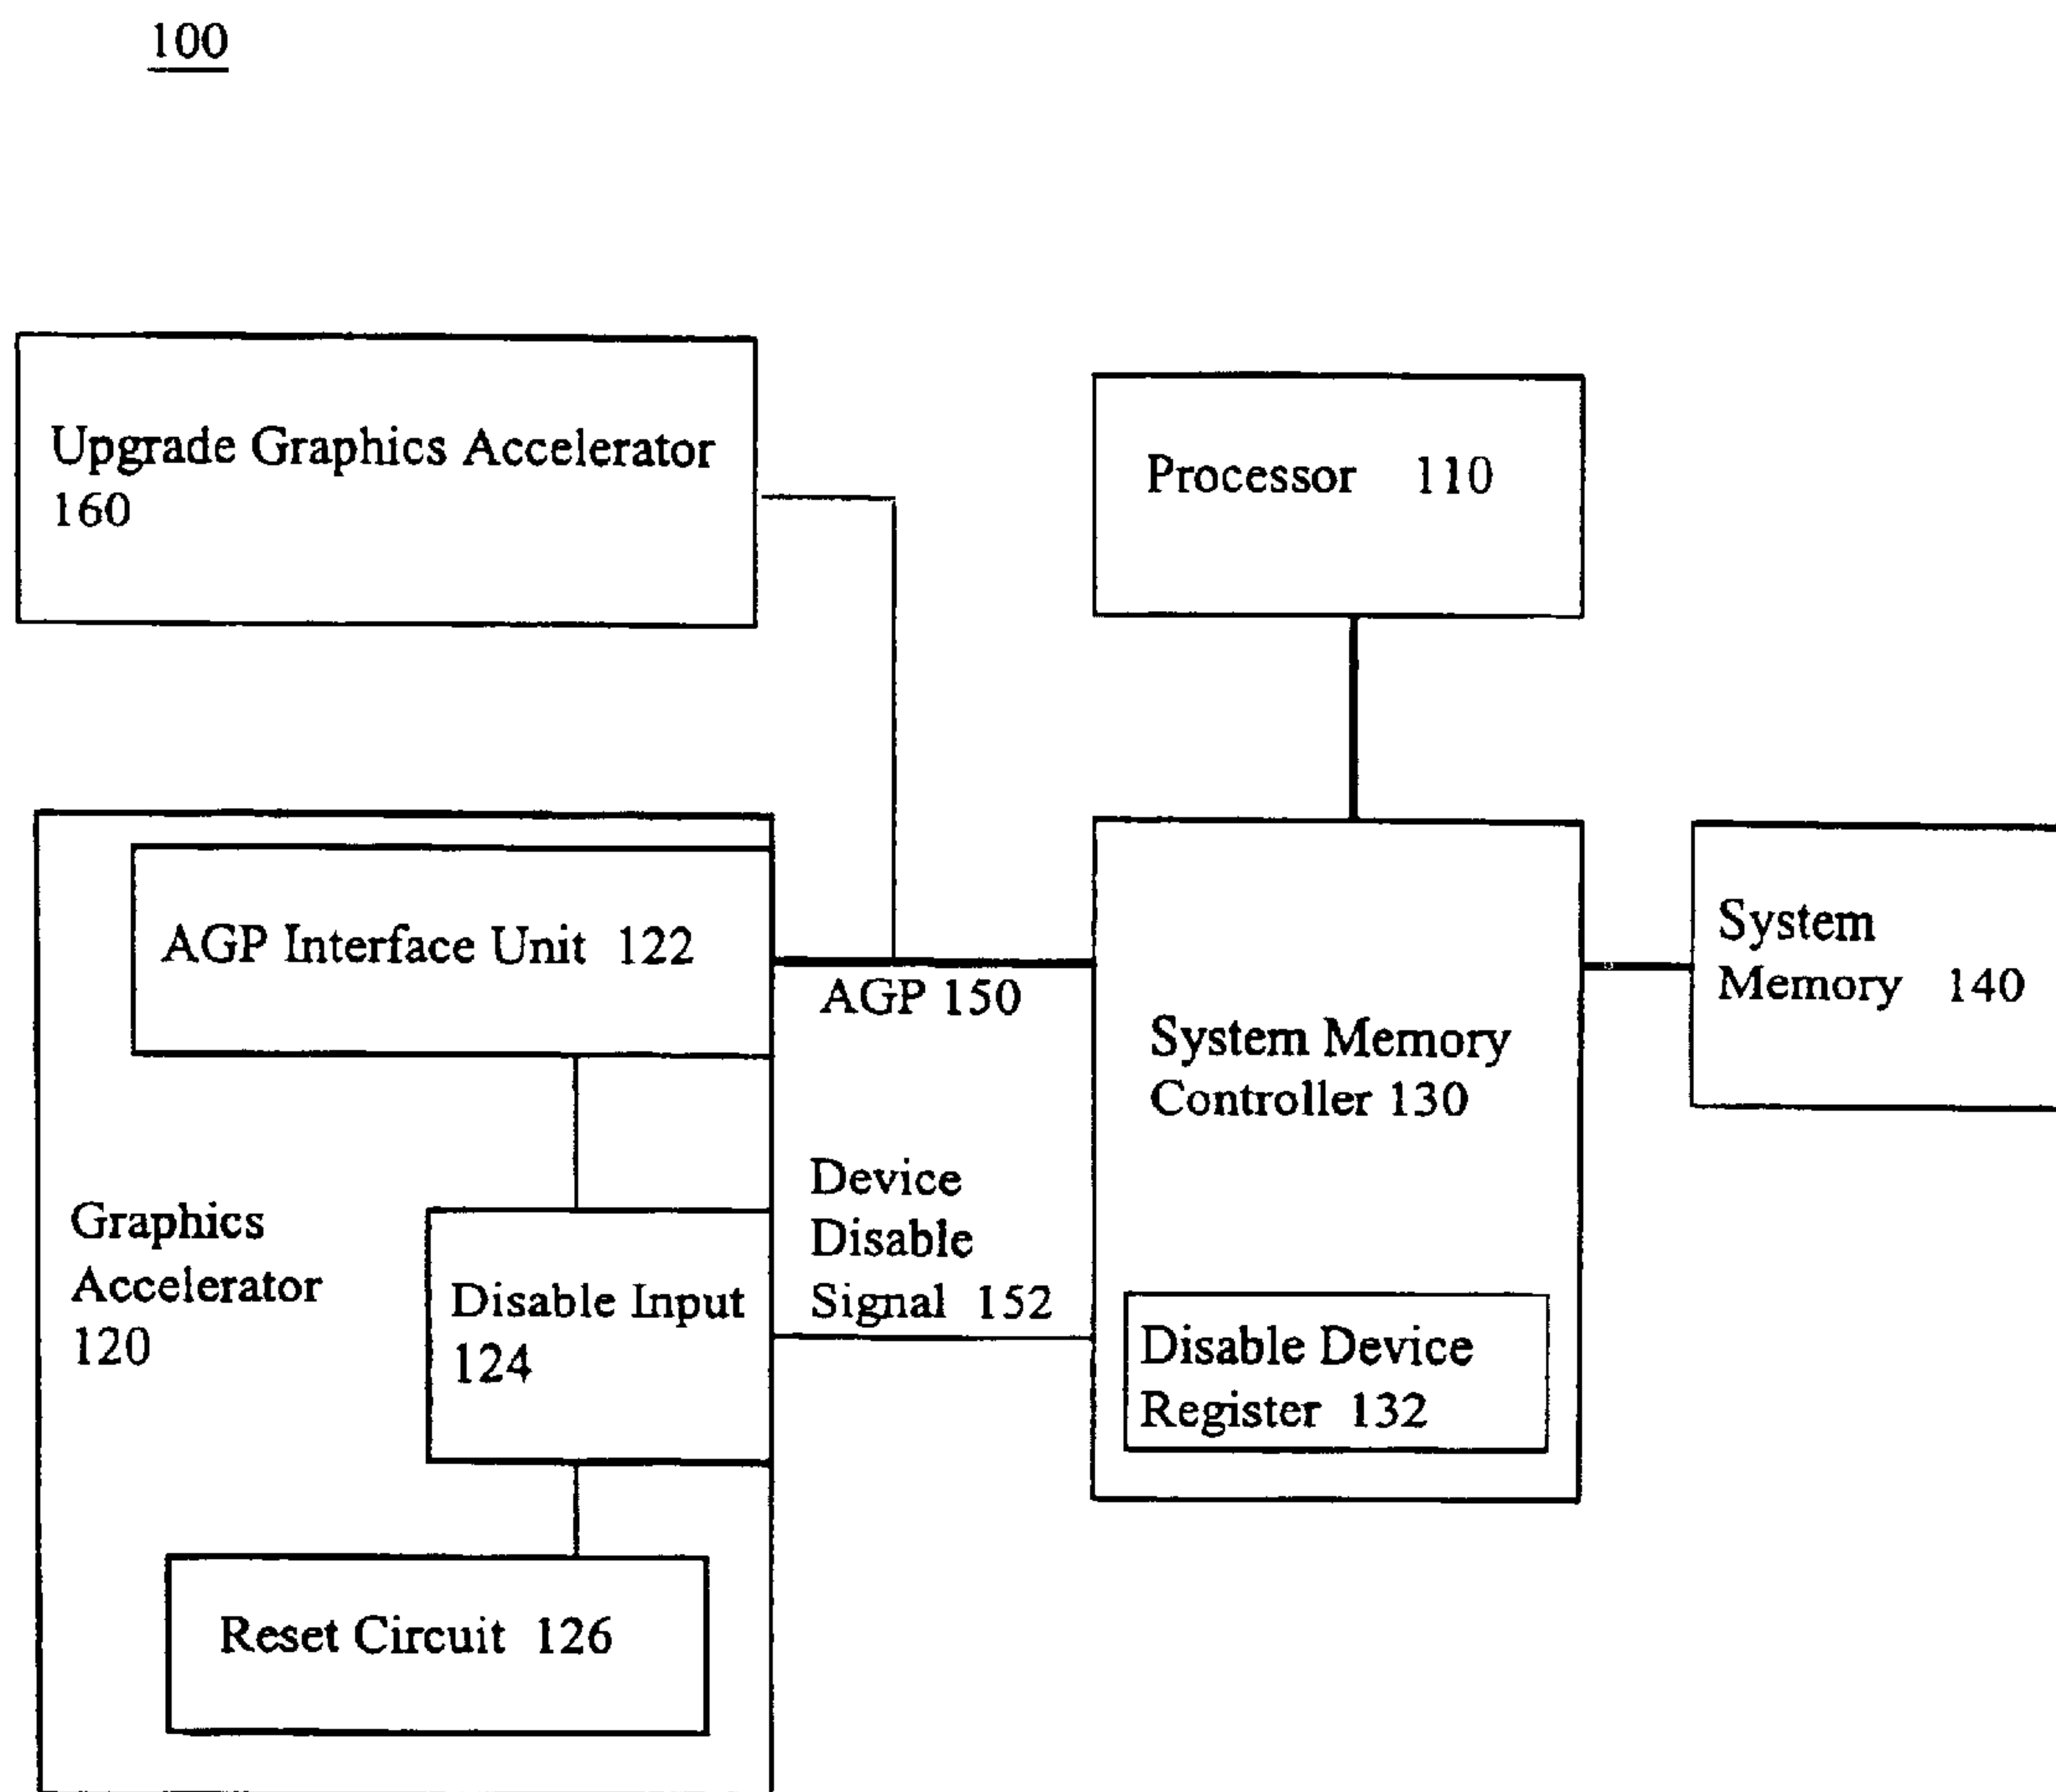 100
Upgrade Graphics Accelerator
160
Processor 110
AGP Interface Unit 122
AGP 150
System Memory
Controller 130
System
Memory 140
Graphics
Accelerator
120
Disable Input
124
Device
Disable
Signal 152
Disable Device
Register 132
Reset Circuit 126